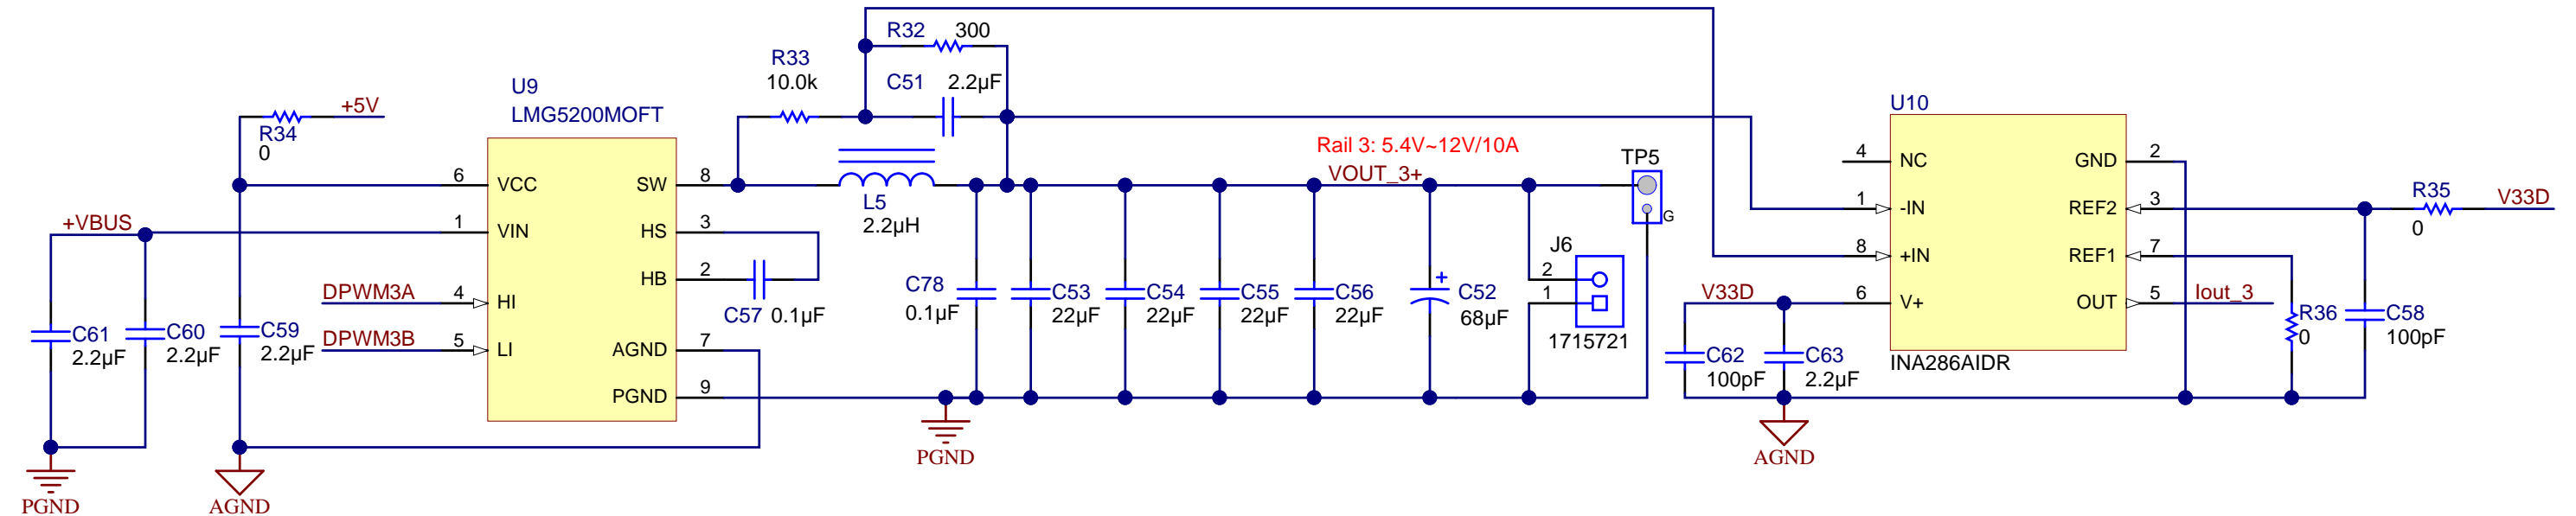 R32 300
R33
10.0k
C51 2.2µF
U9
LMG5200MOFT
+5V
R34
0
U10
Rail 3: 5.4V~12V/10A
VOUT_3+
TP5
G
6 VCC
SW 8
L5
2.2µH
+VBUS
1 VIN
HS 3
HB 2
C57 0.1µF
DPWM3A
4 HI
DPWM3B
5 LI
AGND 7
PGND 9
C61
2.2µF
C60
2.2µF
C59
2.2µF
C78
0.1µF
C53
22µF
C54
22µF
C55
22µF
C56
22µF
+
C52
68µF
J6
2
1
1715721
4 NC
GND 2
1 -IN
REF2 3
8 +IN
REF1 7
6 V+
OUT 5
INA286AIDR
R35
0
V33D
V33D
Iout_3
R36
0
C58
100pF
C62
100pF
C63
2.2µF
PGND
AGND
PGND
AGND